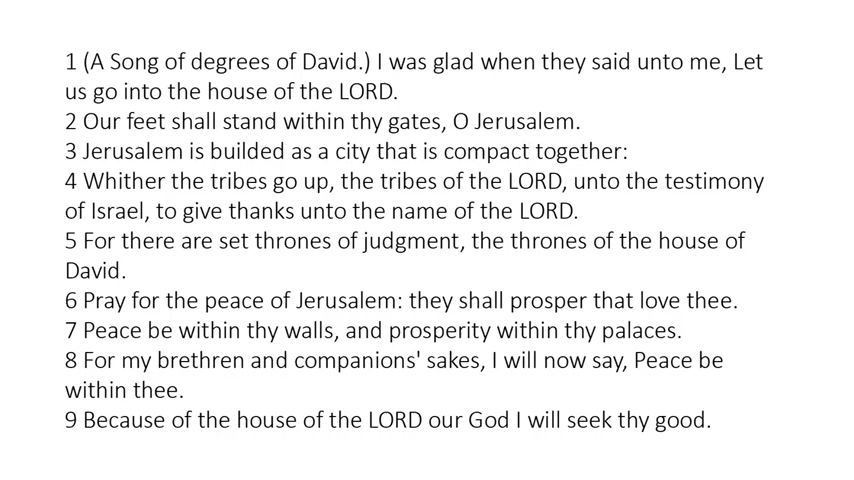 1 (A Song of degrees of David.) I was glad when they said unto me, Let
us go into the house of the LORD.
2 Our feet shall stand within thy gates, O Jerusalem.
3 Jerusalem is builded as a city that is compact together:
4 Whither the tribes go up, the tribes of the LORD, unto the testimony
of Israel, to give thanks unto the name of the LORD.
5 For there are set thrones of judgment, the thrones of the house of
David.
6 Pray for the peace of Jerusalem: they shall prosper that love thee.
7 Peace be within thy walls, and prosperity within thy palaces.
8 For my brethren and companions' sakes, I will now say, Peace be
within thee.
9 Because of the house of the LORD our God I will seek thy good.